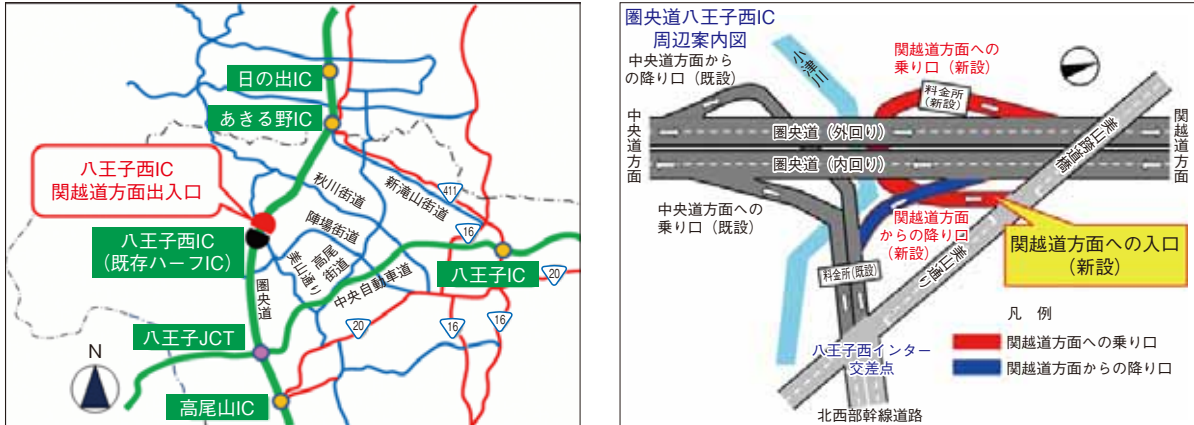 日の出IC
あきる野IC
八王子西IC
関越道方面出入口
秋川街道
新滝山街道
411
16
陣場街道
八王子西IC
(既存ハーフIC)
美山通り
高尾
街道
八王子IC
20
中央自動車道
圏央道
20
16
16
八王子JCT
N
高尾山IC
圏央道八王子西IC
周辺案内図
中央道方面から
の降り口(既設)
小津川
関越道方面への
乗り口(新設)
料金所
(新設)
中央道方面
圏央道(外回り)
圏央道(内回り)
美山跨道橋
関越道方面
中央道方面への
乗り口(既設)
関越道方面
からの降り口
(新設)
美山通り
関越道方面への入口
(新設)
料金所(既設)
凡 例
関越道方面への乗り口
関越道方面からの降り口
八王子西インター
交差点
北西部幹線道路